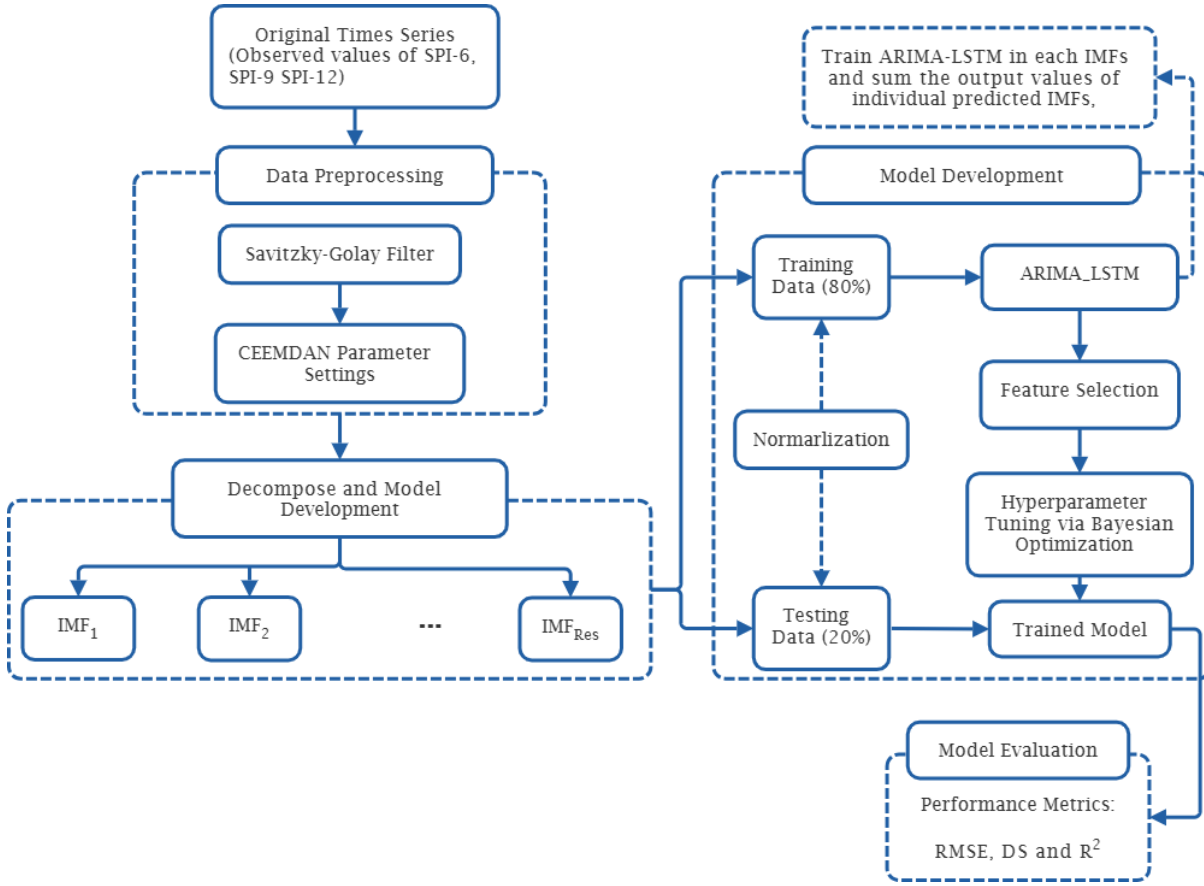 Original Times Series
(Observed values of SPI-6,
SPI-9 SPI-12)
Data Preprocessing
Savitzky-Golay Filter
CEEMDAN Parameter
Settings
Decompose and Model
Development
IMF₁
IMF₂
...
IMF_Res
Train ARIMA-LSTM in each IMFs
and sum the output values of
individual predicted IMFs,
Model Development
Training
Data (80%)
ARIMA_LSTM
Feature Selection
Normarlization
Hyperparameter
Tuning via Bayesian
Optimization
Testing
Data (20%)
Trained Model
Model Evaluation
Performance Metrics:
RMSE, DS and R²